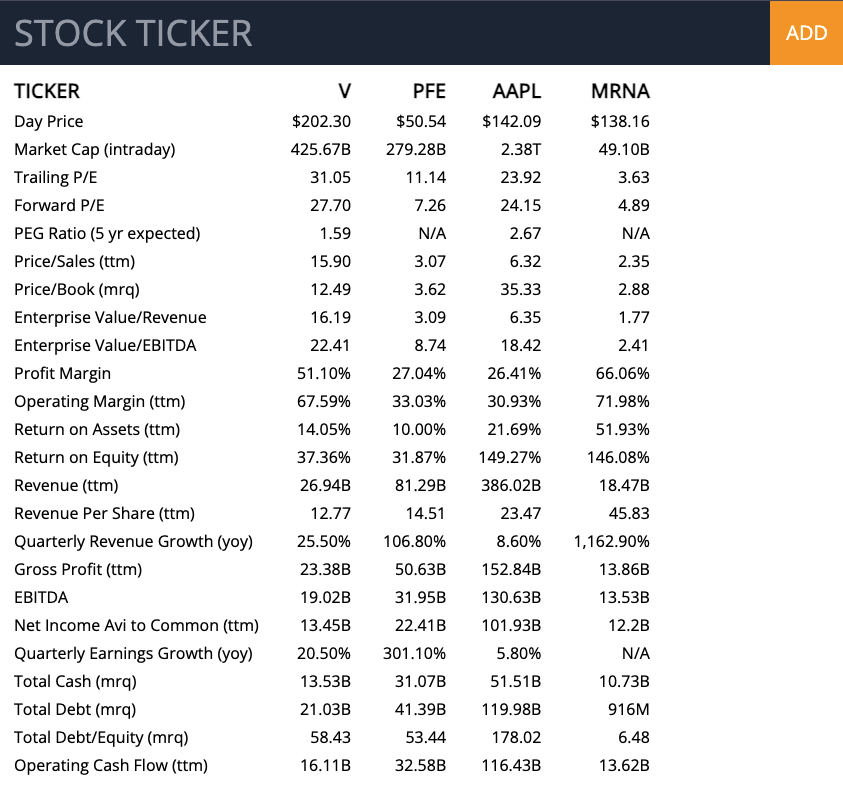 STOCK TICKER ADD
TICKER V PFE AAPL MRNA
Day Price $202.30 $50.54 $142.09 $138.16
Market Cap (intraday) 425.67B 279.28B 2.38T 49.10B
Trailing P/E 31.05 11.14 23.92 3.63
Forward P/E 27.70 7.26 24.15 4.89
PEG Ratio (5 yr expected) 1.59 N/A 2.67 N/A
Price/Sales (ttm) 15.90 3.07 6.32 2.35
Price/Book (mrq) 12.49 3.62 35.33 2.88
Enterprise Value/Revenue 16.19 3.09 6.35 1.77
Enterprise Value/EBITDA 22.41 8.74 18.42 2.41
Profit Margin 51.10% 27.04% 26.41% 66.06%
Operating Margin (ttm) 67.59% 33.03% 30.93% 71.98%
Return on Assets (ttm) 14.05% 10.00% 21.69% 51.93%
Return on Equity (ttm) 37.36% 31.87% 149.27% 146.08%
Revenue (ttm) 26.94B 81.29B 386.02B 18.47B
Revenue Per Share (ttm) 12.77 14.51 23.47 45.83
Quarterly Revenue Growth (yoy) 25.50% 106.80% 8.60% 1,162.90%
Gross Profit (ttm) 23.38B 50.63B 152.84B 13.86B
EBITDA 19.02B 31.95B 130.63B 13.53B
Net Income Avi to Common (ttm) 13.45B 22.41B 101.93B 12.2B
Quarterly Earnings Growth (yoy) 20.50% 301.10% 5.80% N/A
Total Cash (mrq) 13.53B 31.07B 51.51B 10.73B
Total Debt (mrq) 21.03B 41.39B 119.98B 916M
Total Debt/Equity (mrq) 58.43 53.44 178.02 6.48
Operating Cash Flow (ttm) 16.11B 32.58B 116.43B 13.62B